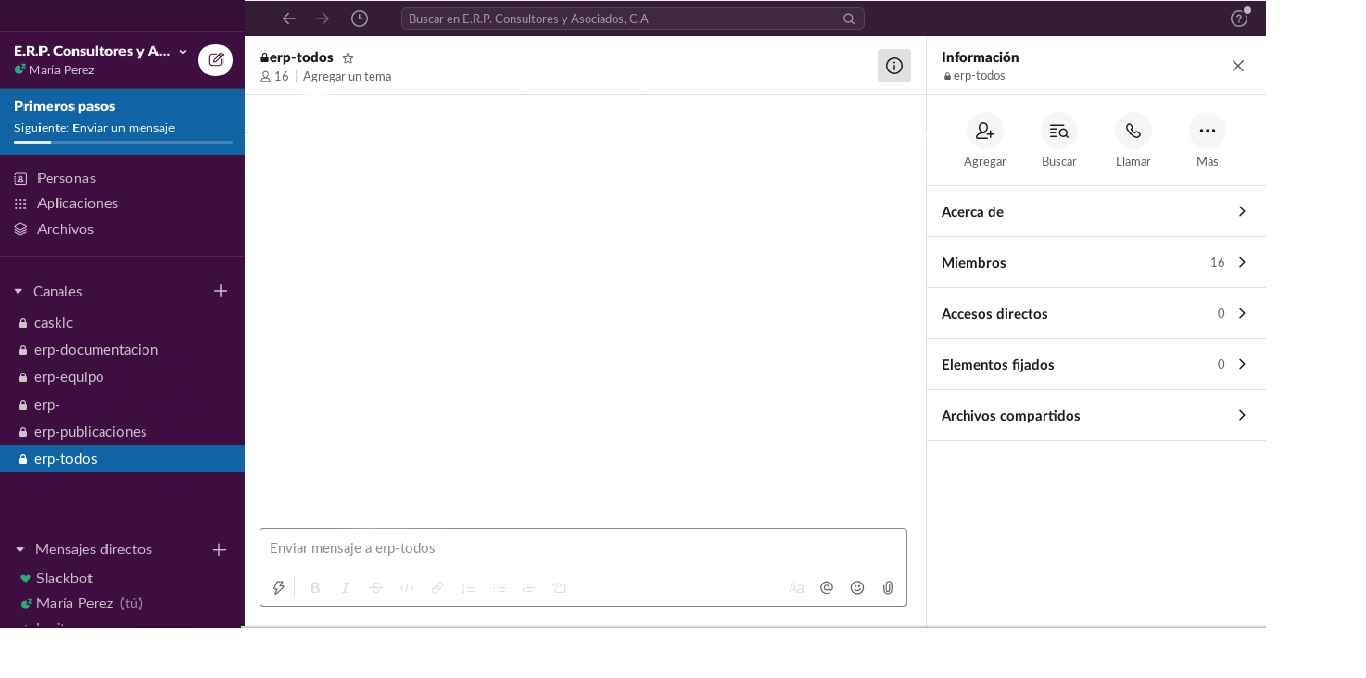 Buscar en E.R.P. Consultores y Asociados, C.A
E.R.P. Consultores y A...
María Perez
Primeros pasos
Siguiente: Enviar un mensaje
Personas
Aplicaciones
Archivos
Canales
casklc
erp-documentacion
erp-equipo
erp-
erp-publicaciones
erp-todos
Mensajes directos
Slackbot
María Perez (tú)
erp-todos
16 | Agregar un tema
Enviar mensaje a erp-todos
B I S
Aa @
Información
erp-todos
Agregar Buscar Llamar Más
Acerca de
Miembros 16
Accesos directos 0
Elementos fijados 0
Archivos compartidos